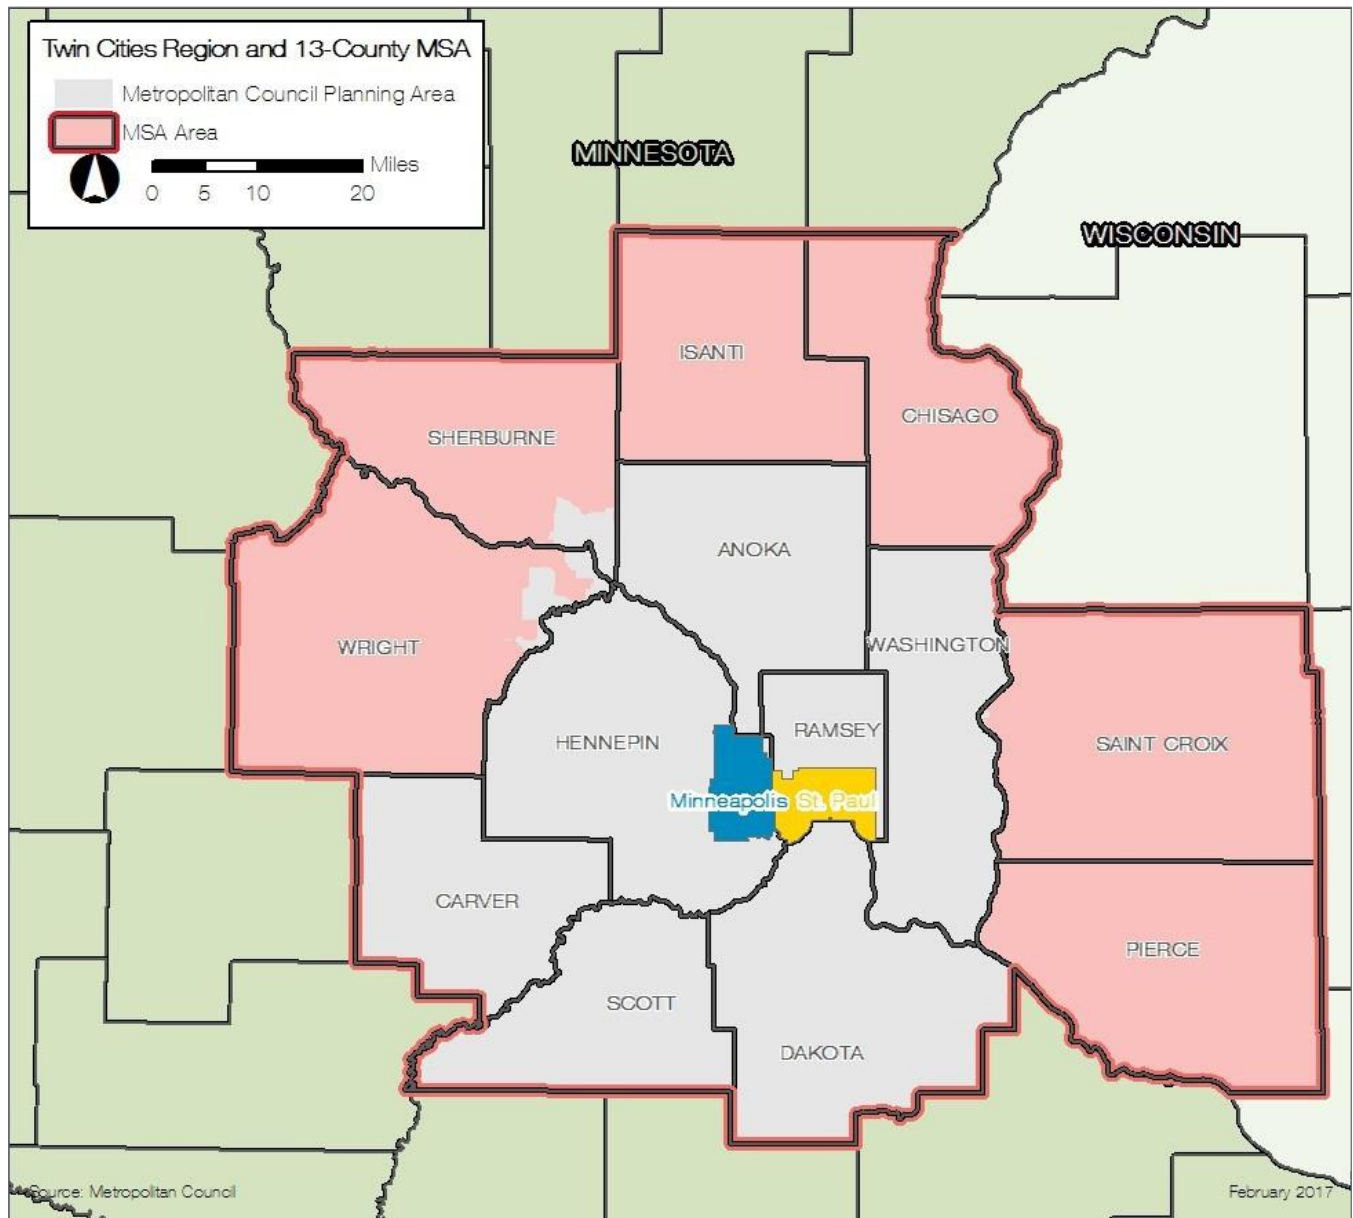 Twin Cities Region and 13-County MSA
Metropolitan Council Planning Area
MSA Area
Miles
0 5 10 20
MINNESOTA
WISCONSIN
ISANTI
CHISAGO
SHERBURNE
ANOKA
WASHINGTON
WRIGHT
RAMSEY
HENNEPIN
SAINT CROIX
Minneapolis St. Paul
CARVER
PIERCE
SCOTT
DAKOTA
Source: Metropolitan Council
February 2017